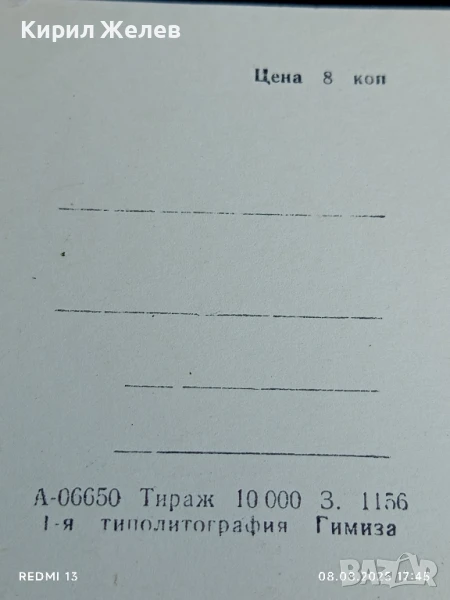 Кирил Желев
Цена 8 коп
А-06650 Тираж 10 000 З. 1156
1-я типолитография Гимиза
BAZAR
REDMI 13 08.03.2025 17:45